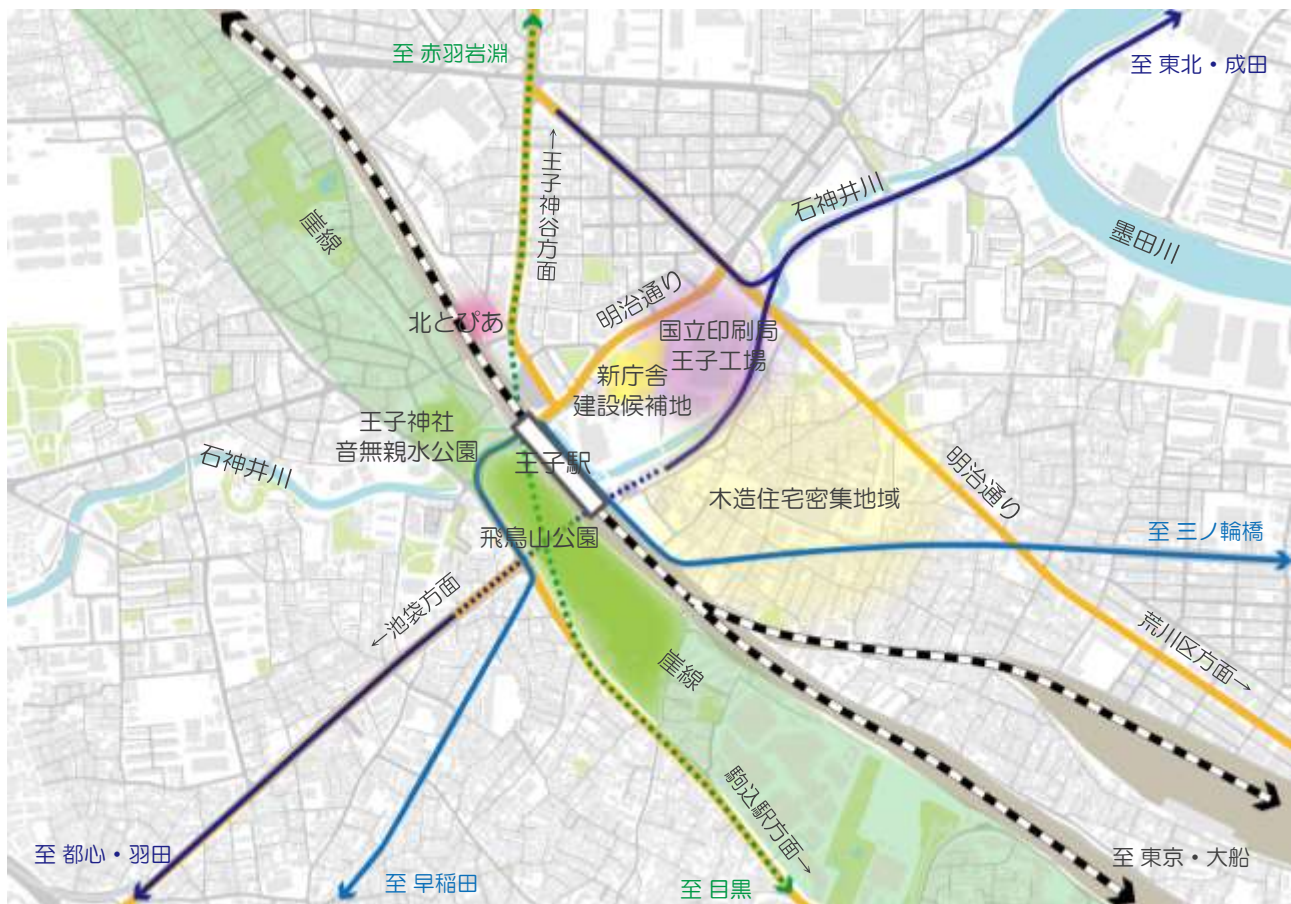 至 赤羽岩淵
至 東北・成田
←王子神谷方面
石神井川
墨田川
崖線
明治通り
北とぴあ
国立印刷局
王子工場
新庁舎
建設候補地
王子神社
音無親水公園
石神井川
王子駅
木造住宅密集地域
明治通り
飛鳥山公園
至 三ノ輪橋
←池袋方面
荒川区方面→
崖線
駒込駅方面→
至 都心・羽田
至 早稲田
至 目黒
至 東京・大船